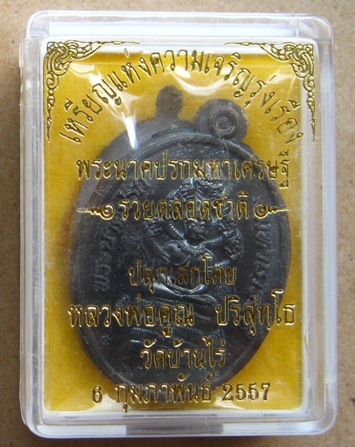 เหรียญแห่งความเจริญรุ่งเรือง
พระนาคปรกมหาเศรษฐี
๑ รวยตลอดชาติ ๑
ปลุกเสกโดย
หลวงพ่อคูณ ปริสุทฺโธ
วัดบ้านไร่
6 กุมภาพันธ์ 2557